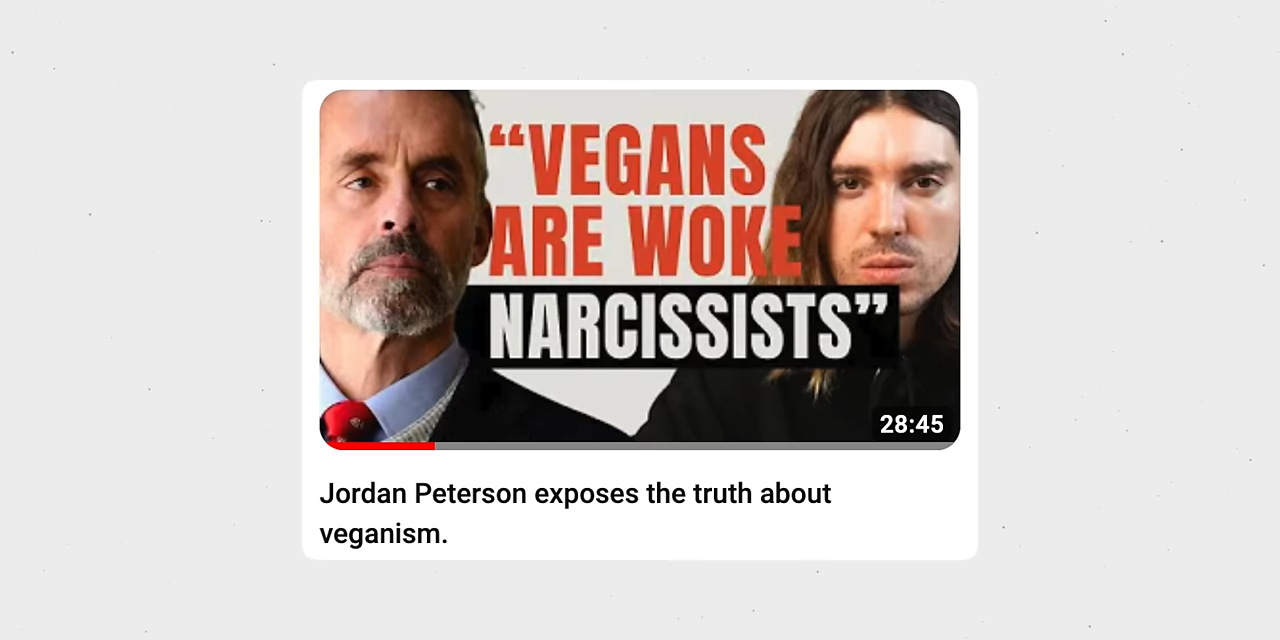 “VEGANS
ARE WOKE
NARCISSISTS”
28:45
Jordan Peterson exposes the truth about
veganism.